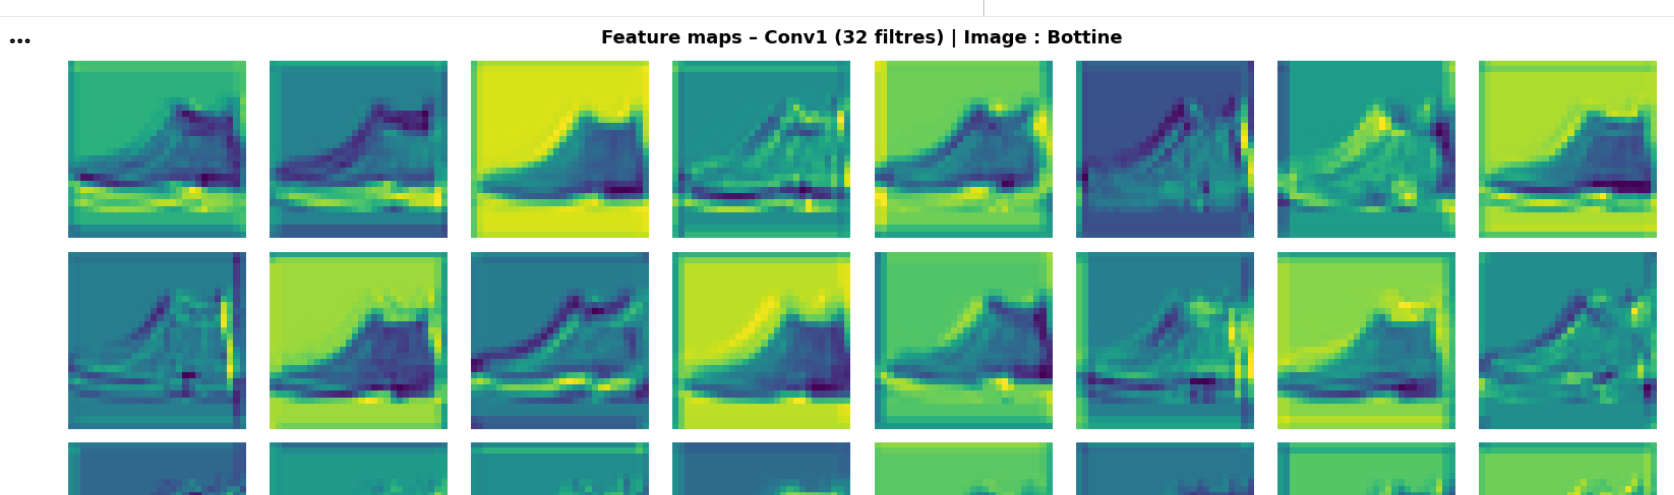 Feature maps – Conv1 (32 filtres) | Image : Bottine